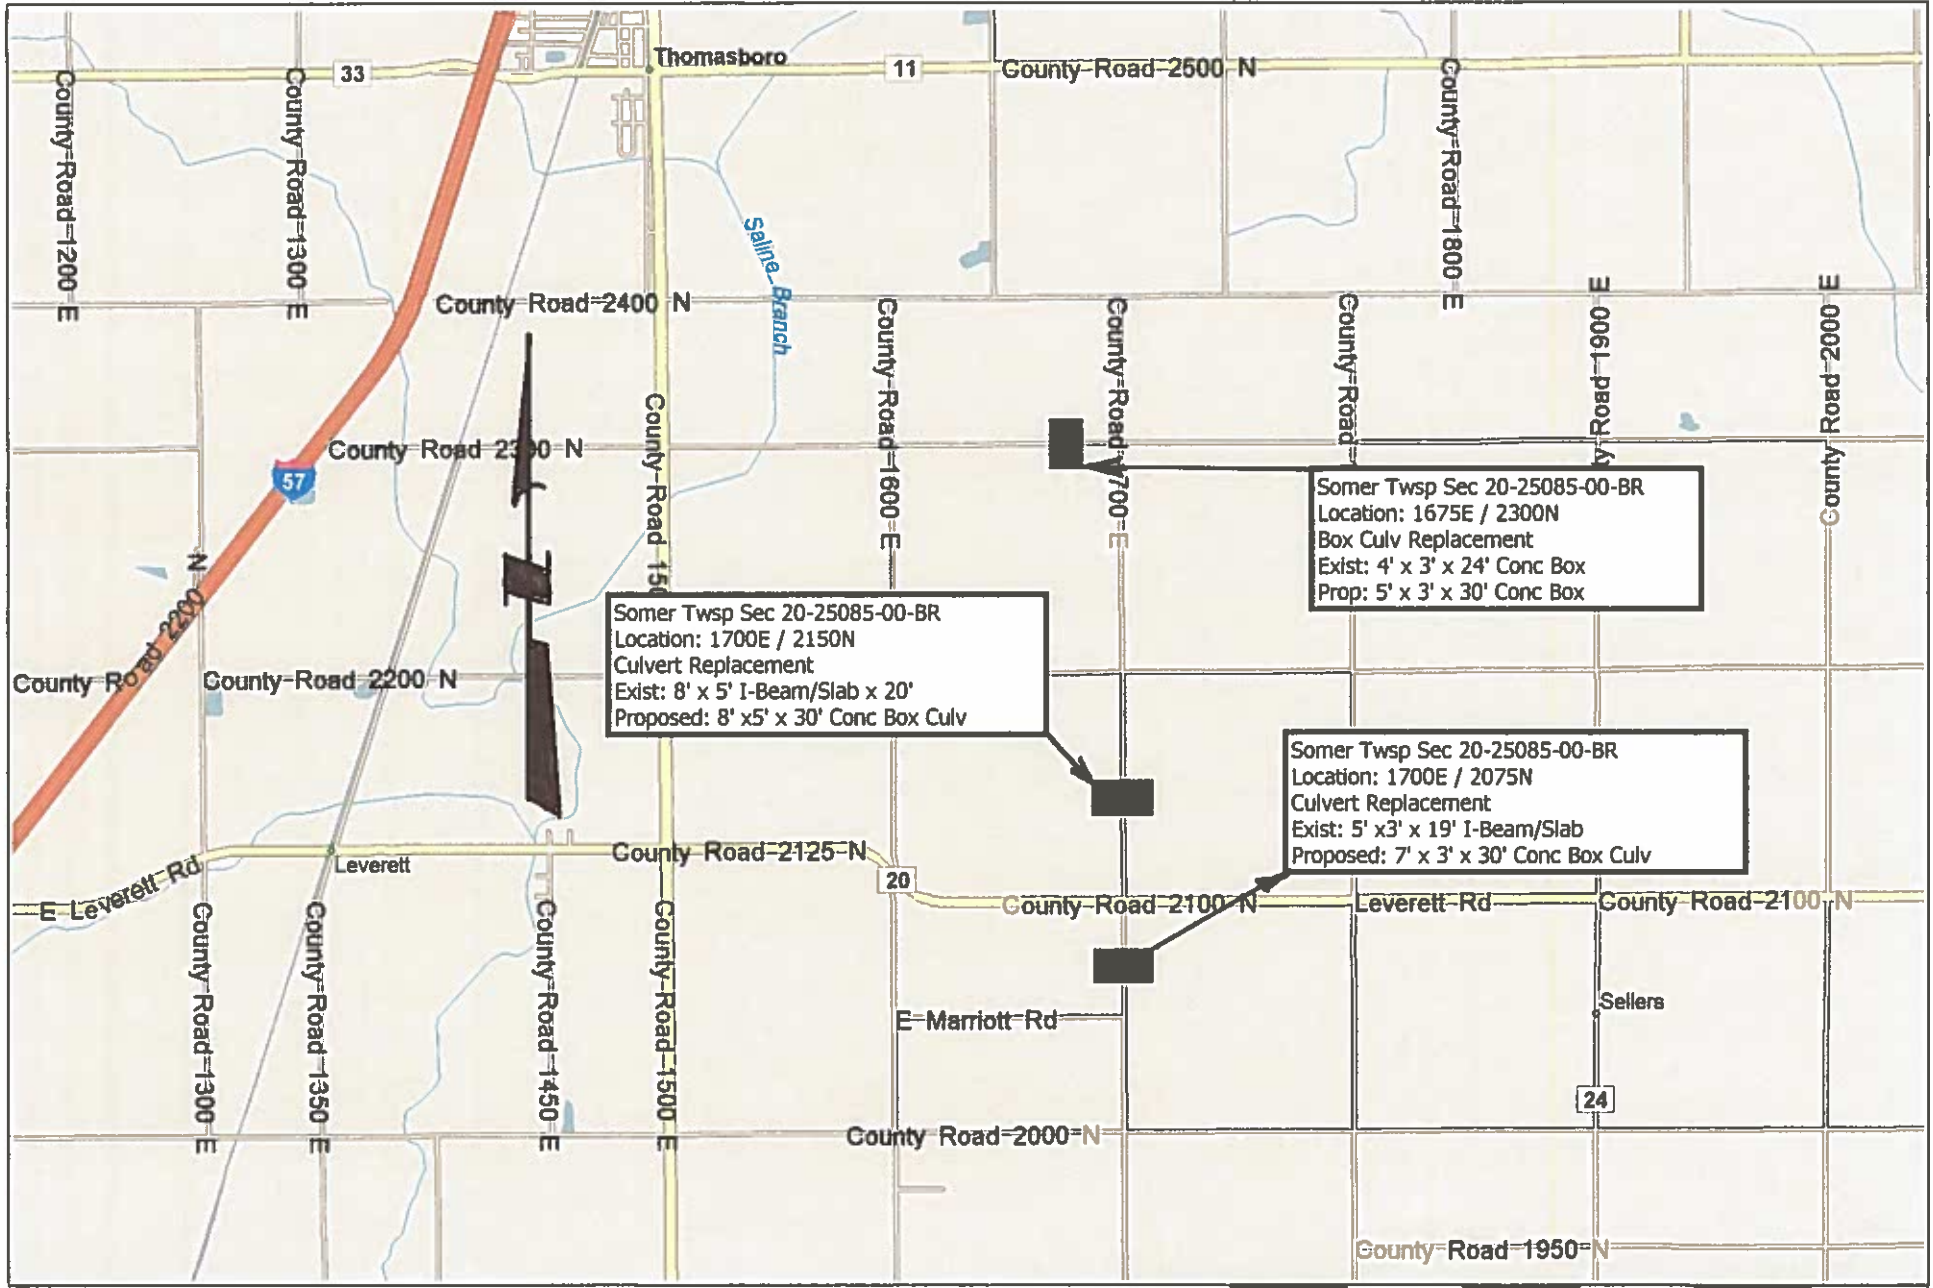 Thomasboro
33
11
County Road 2500 N
County Road 1200 E
County Road 1300 E
County Road 1800 E
Saline Branch
County Road 2400 N
County Road 1600 E
County Road 1700 E
County Road
County Road 1900 E
County Road 2000 E
County Road 150
County Road 2300 N
57
Somer Twsp Sec 20-25085-00-BR
Location: 1675E / 2300N
Box Culv Replacement
Exist: 4' x 3' x 24' Conc Box
Prop: 5' x 3' x 30' Conc Box
Somer Twsp Sec 20-25085-00-BR
Location: 1700E / 2150N
Culvert Replacement
Exist: 8' x 5' I-Beam/Slab x 20'
Proposed: 8' x5' x 30' Conc Box Culv
County Road 2200 N
County Road 2200 N
Somer Twsp Sec 20-25085-00-BR
Location: 1700E / 2075N
Culvert Replacement
Exist: 5' x3' x 19' I-Beam/Slab
Proposed: 7' x 3' x 30' Conc Box Culv
County Road 2125 N
Leverett
E Leverett Rd
20
County Road 2100 N
Leverett Rd
County Road 2100 N
County Road 1300 E
County Road 1350 E
County Road 1450 E
County Road 1500 E
E Marriott Rd
Sellers
24
County Road 2000 N
County Road 1950 N